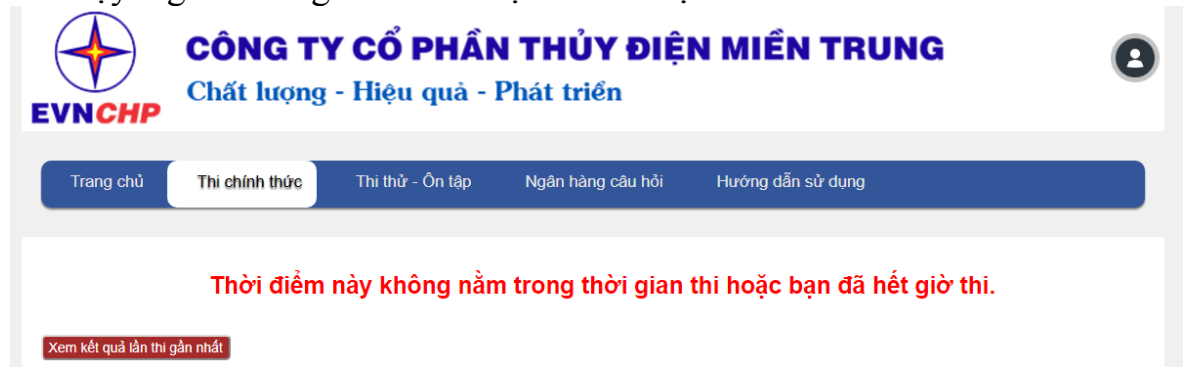 CÔNG TY CỔ PHẦN THỦY ĐIỆN MIỀN TRUNG
Chất lượng - Hiệu quả - Phát triển
EVNCHP
Trang chủ Thi chính thức Thi thử - Ôn tập Ngân hàng câu hỏi Hướng dẫn sử dụng
Thời điểm này không nằm trong thời gian thi hoặc bạn đã hết giờ thi.
Xem kết quả lần thi gần nhất